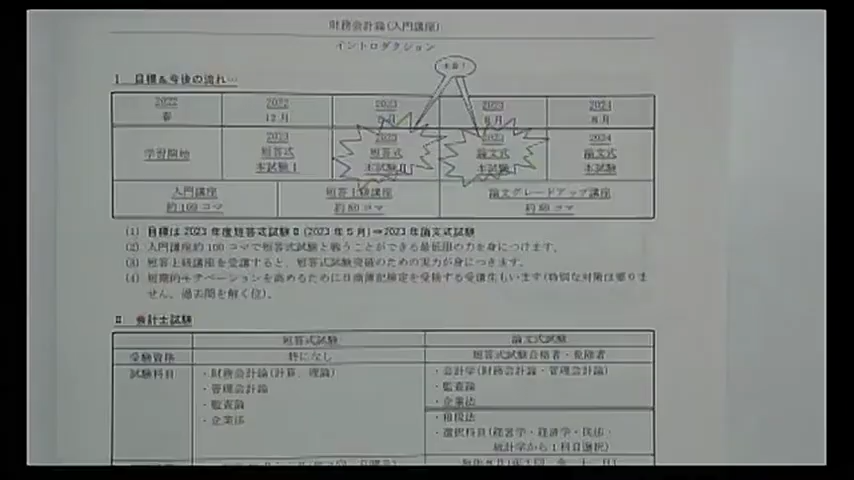 財務会計論(入門講座)
イントロダクション
Ⅰ 目標&今後の流れ…
2022 2022 2023 2023 2024
春 12月 5月 8月 8月
学習開始 2023 短答式 本試験Ⅰ 2023 短答式 本試験Ⅱ 2023 論文式 本試験 2024 論文式 本試験
入門講座 短答上級講座 論文グレードアップ講座
約100コマ 約80コマ 約80コマ
(1) 目標は2023年度短答式試験Ⅱ(2023年5月)⇒2023年論文式試験
(2) 入門講座約100コマで短答式試験と戦うことができる最低限の力を身につけます。
(3) 短答上級講座を受講すると、短答式試験突破のための実力が身につきます。
(4) 短期的モチベーションを高めるために日商簿記検定を受験する受講生もいます(特別な対策は要りま
せん、過去問を解く位)。
Ⅱ 会計士試験
短答式試験 論文式試験
受験資格 特になし 短答式試験合格者・免除者
試験科目 ・財務会計論(計算、理論) ・会計学(財務会計論・管理会計論)
・管理会計論 ・監査論
・監査論 ・企業法
・企業法 ・租税法
・選択科目(経営学・経済学・民法・
統計学から1科目選択)